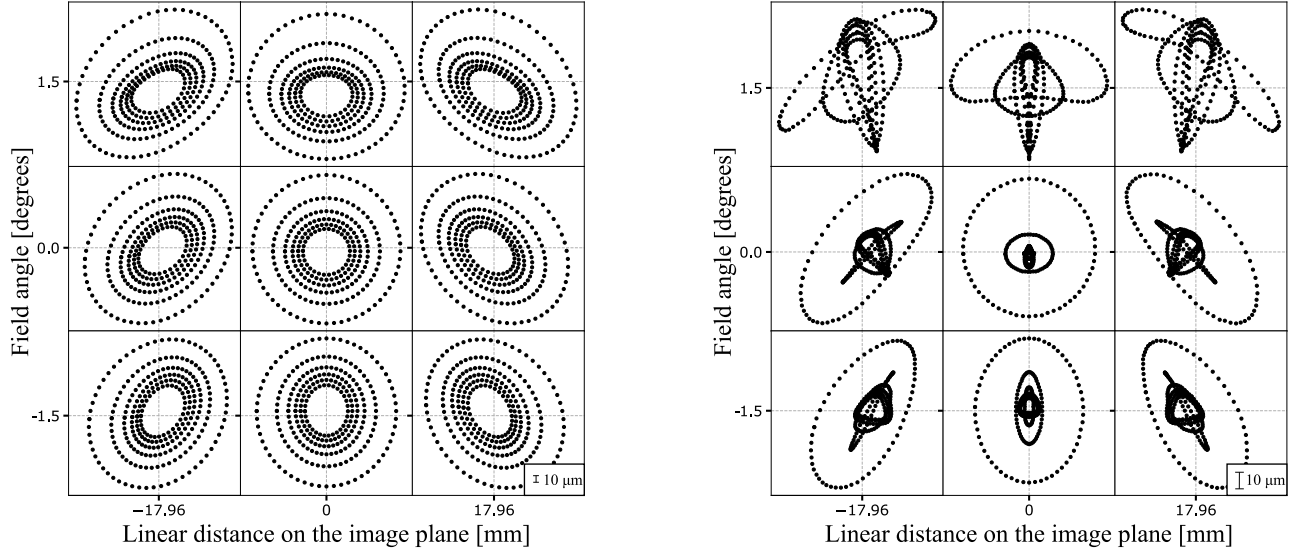 Field angle [degrees]
1.5
0.0
-1.5
10 μm
−17.96
0
17.96
Linear distance on the image plane [mm]
Field angle [degrees]
1.5
0.0
-1.5
10 μm
−17.96
0
17.96
Linear distance on the image plane [mm]